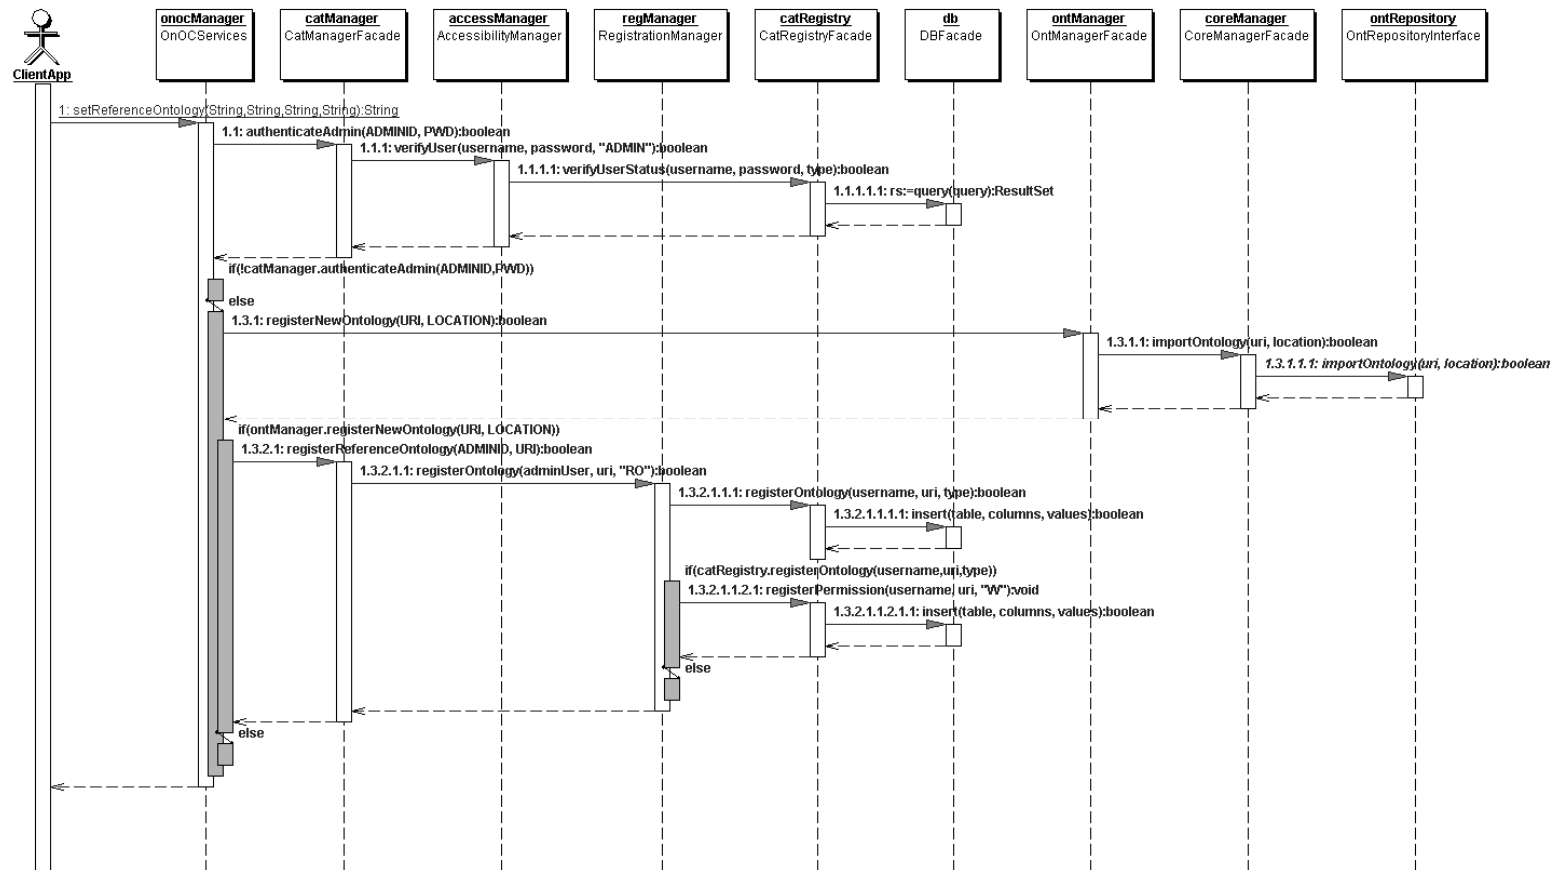 onocManager
OnOCServices
catManager
CatManagerFacade
accessManager
AccessibilityManager
regManager
RegistrationManager
catRegistry
CatRegistryFacade
db
DBFacade
ontManager
OntManagerFacade
coreManager
CoreManagerFacade
ontRepository
OntRepositoryInterface
ClientApp
1: setReferenceOntology(String,String,String,String):String
1.1: authenticateAdmin(ADMINID, PWD):boolean
1.1.1: verifyUser(username, password, "ADMIN"):boolean
1.1.1.1: verifyUserStatus(username, password, type):boolean
1.1.1.1.1: rs:=query(query):ResultSet
if(!catManager.authenticateAdmin(ADMINID,PWD))
else
1.3.1: registerNewOntology(URI, LOCATION):boolean
1.3.1.1: importOntology(uri, location):boolean
1.3.1.1.1: importOntology(uri, location):boolean
if(ontManager.registerNewOntology(URI, LOCATION))
1.3.2.1: registerReferenceOntology(ADMINID, URI):boolean
1.3.2.1.1: registerOntology(adminUser, uri, "RO"):boolean
1.3.2.1.1.1: registerOntology(username, uri, type):boolean
1.3.2.1.1.1.1: insert(table, columns, values):boolean
if(catRegistry.registerOntology(username,uri,type))
1.3.2.1.1.2.1: registerPermission(username, uri, "W"):void
1.3.2.1.1.2.1.1: insert(table, columns, values):boolean
else
else